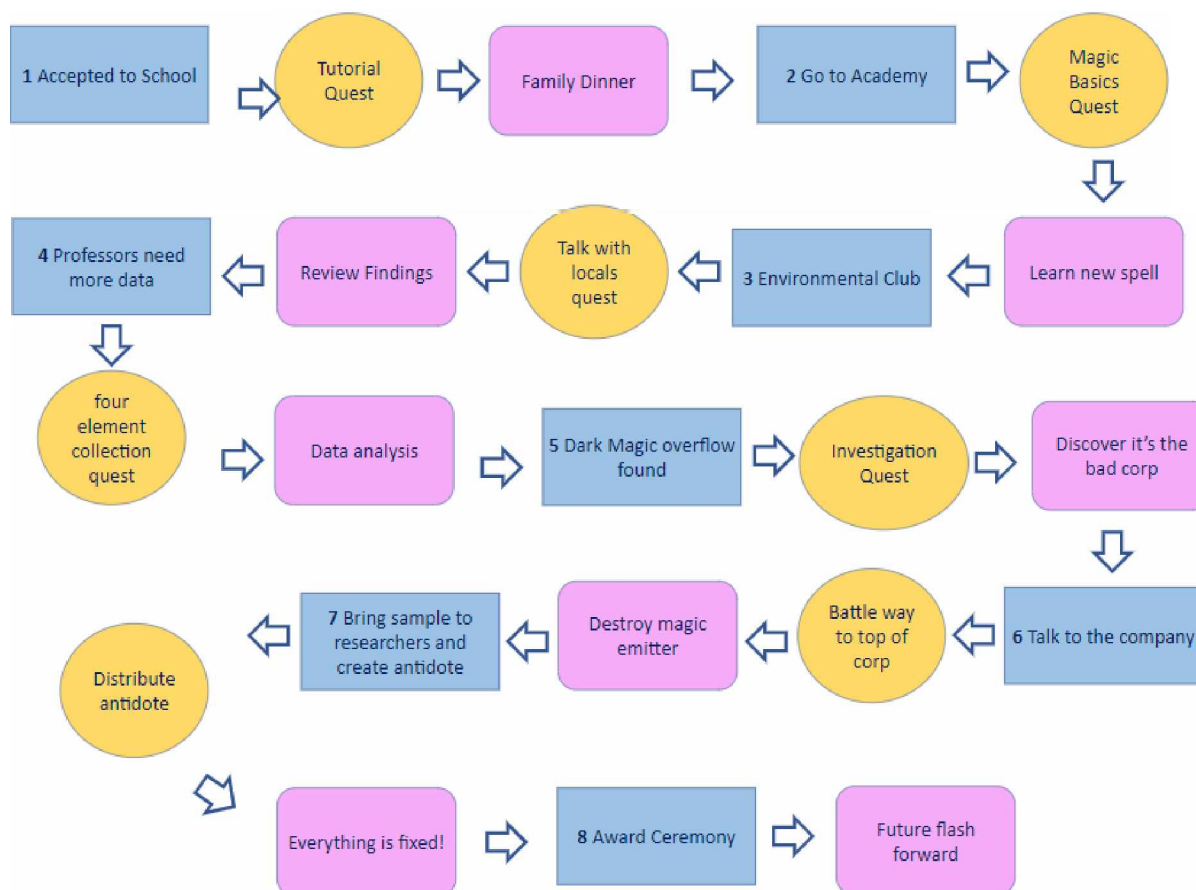 1 Accepted to School
Tutorial
Quest
Family Dinner
2 Go to Academy
Magic
Basics
Quest
Learn new spell
3 Environmental Club
Talk with
locals
quest
Review Findings
4 Professors need
more data
four
element
collection
quest
Data analysis
5 Dark Magic overflow
found
Investigation
Quest
Discover it's the
bad corp
6 Talk to the company
Battle way
to top of
corp
Destroy magic
emitter
7 Bring sample to
researchers and
create antidote
Distribute
antidote
Everything is fixed!
8 Award Ceremony
Future flash
forward